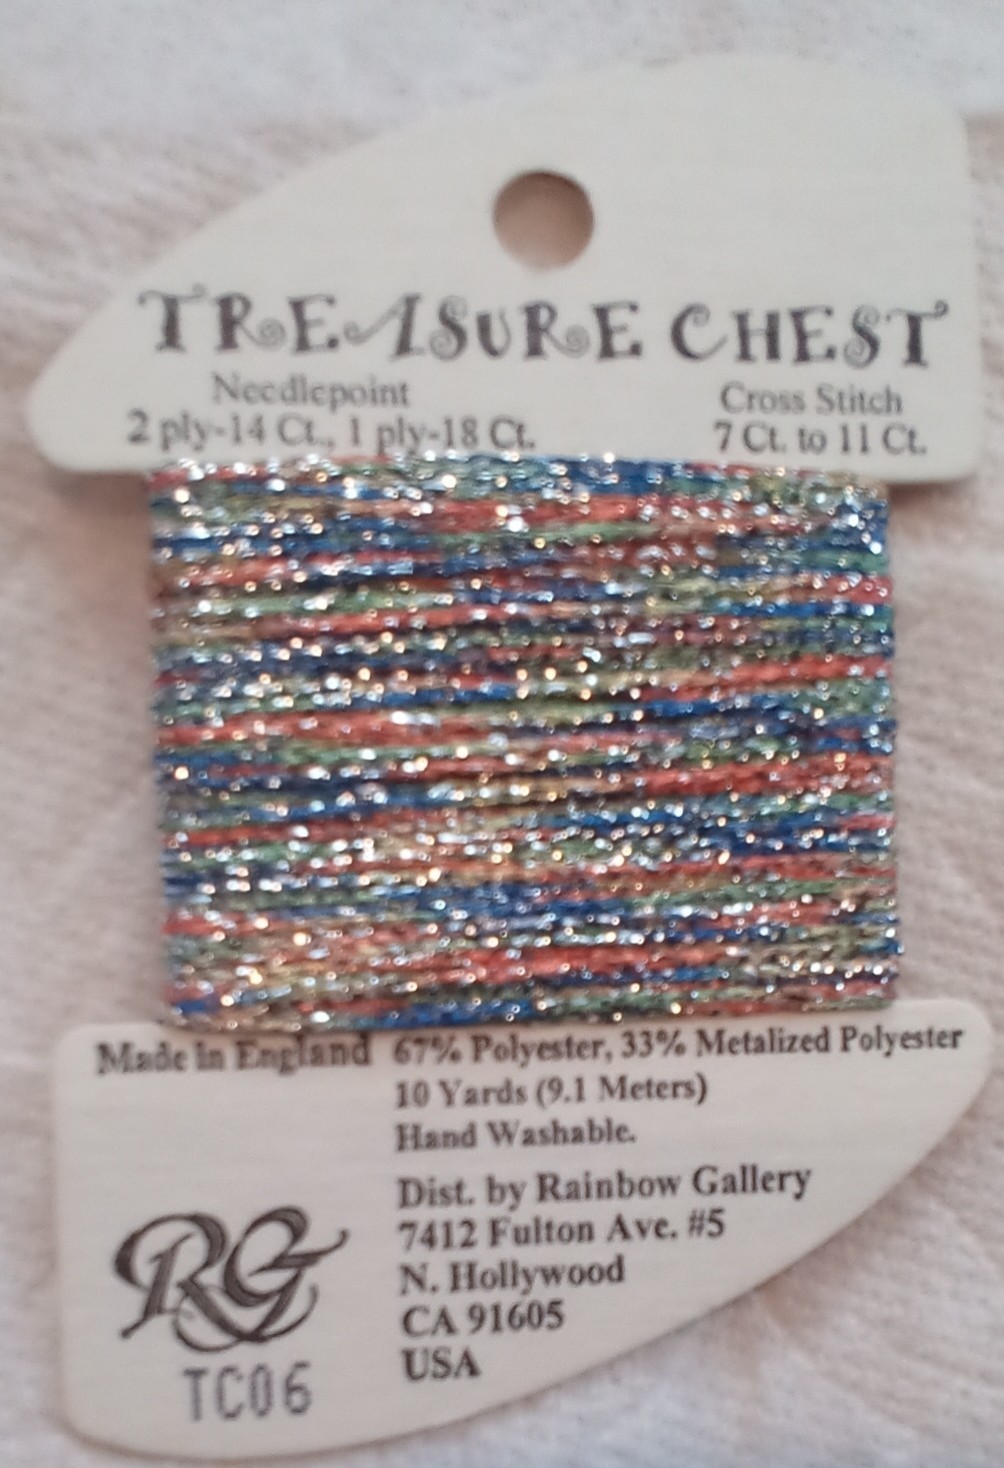 TREASURE CHEST
Needlepoint
2 ply-14 Ct., 1 ply-18 Ct.
Cross Stitch
7 Ct. to 11 Ct.
Made in England
67% Polyester, 33% Metalized Polyester
10 Yards (9.1 Meters)
Hand Washable.
Dist. by Rainbow Gallery
7412 Fulton Ave. #5
N. Hollywood
CA 91605
USA
RG
TC06